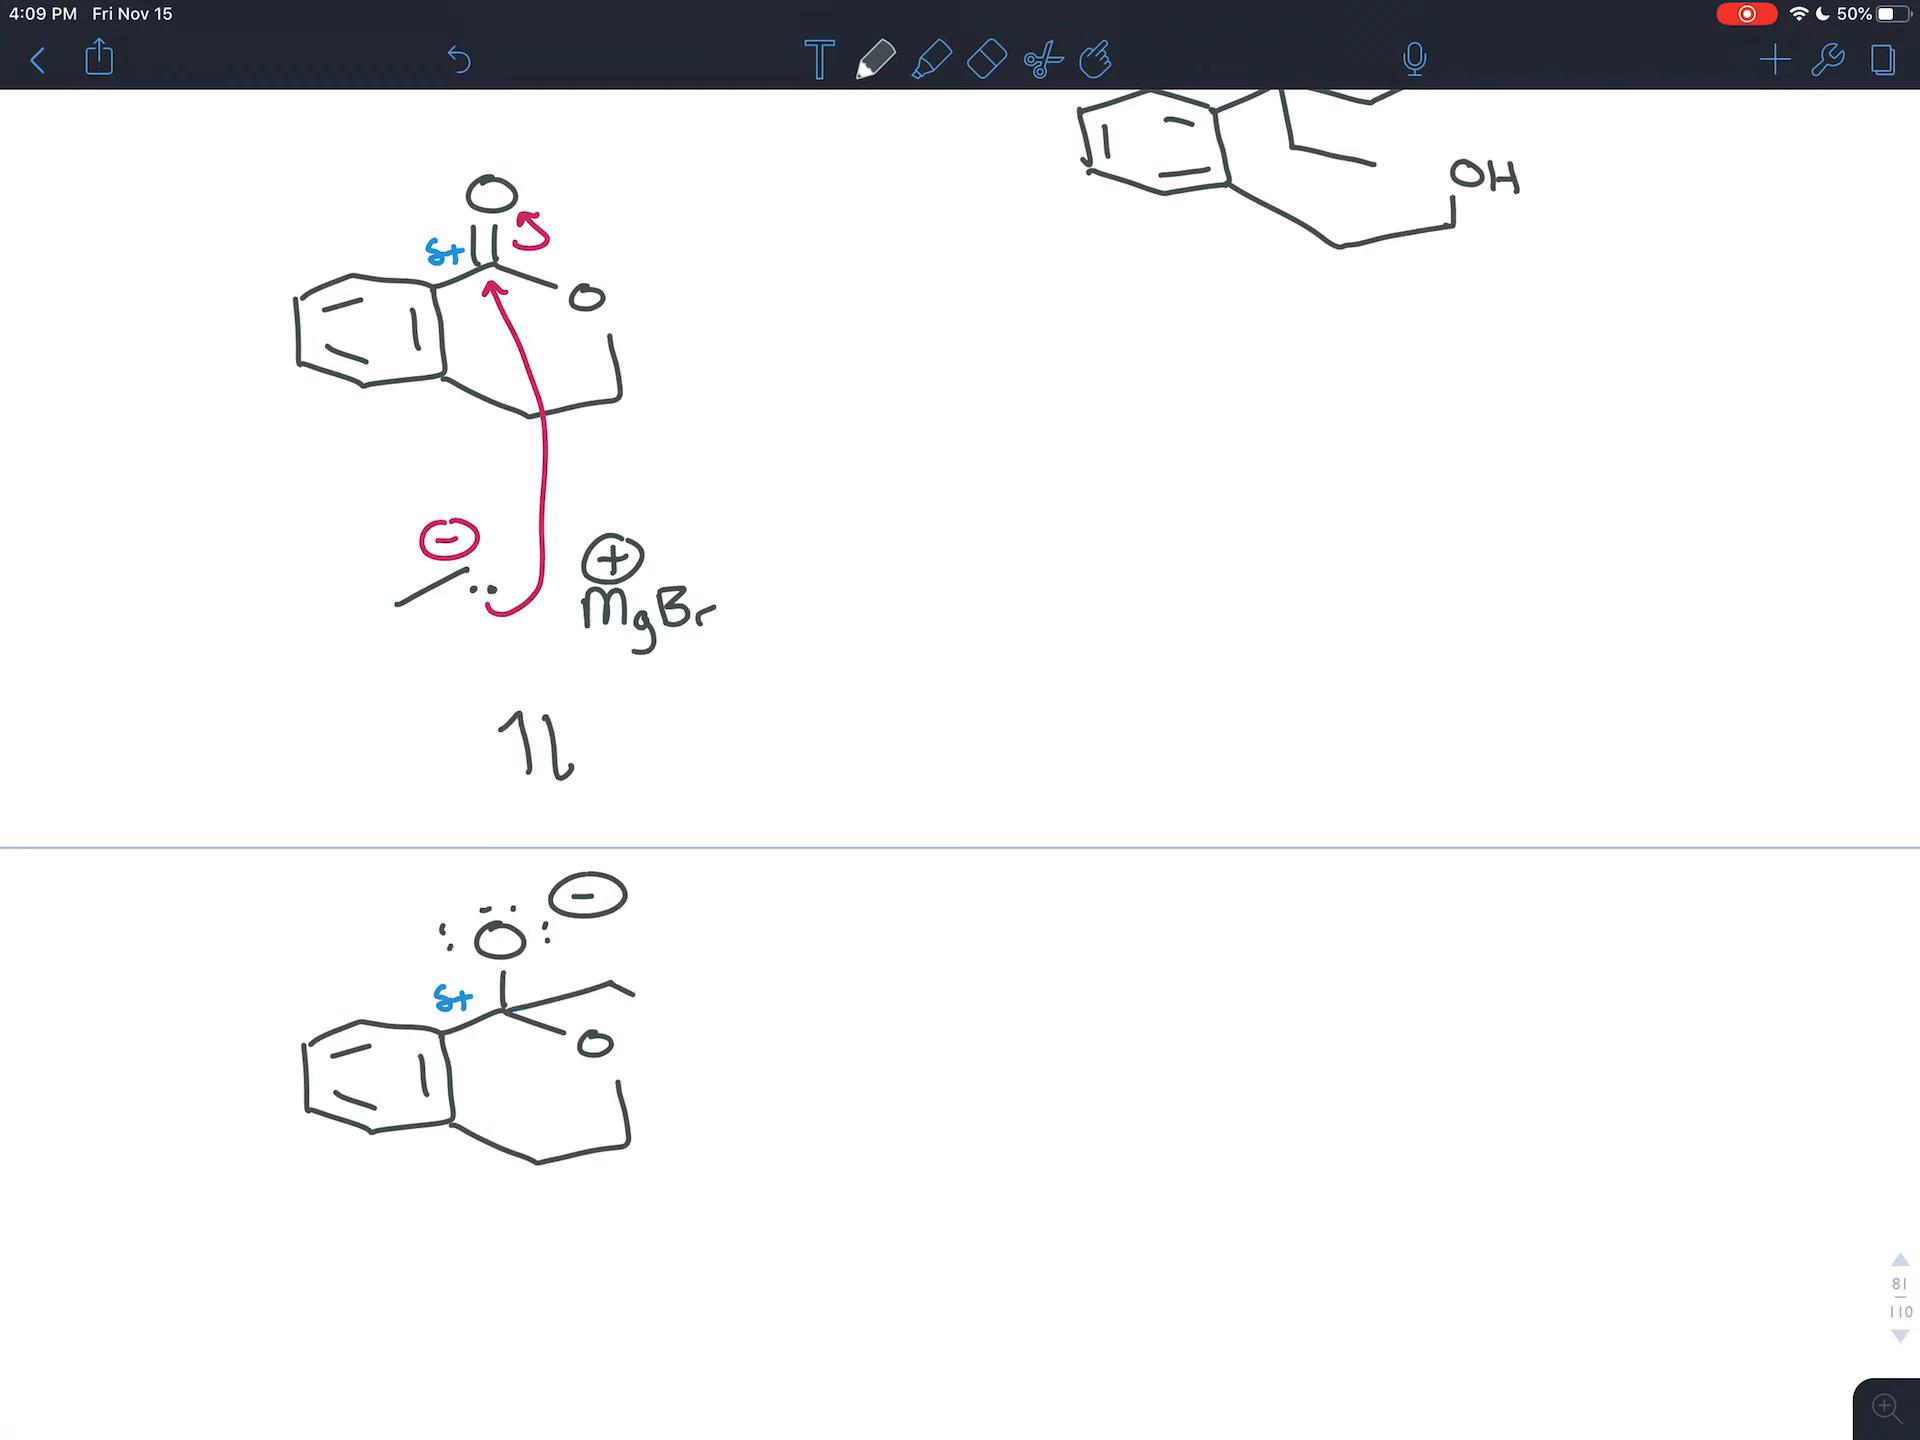 4:09 PM Fri Nov 15
50%
T
OH
O
δ+
O
-
+
MgBr
-
O
δ+
O
81
110